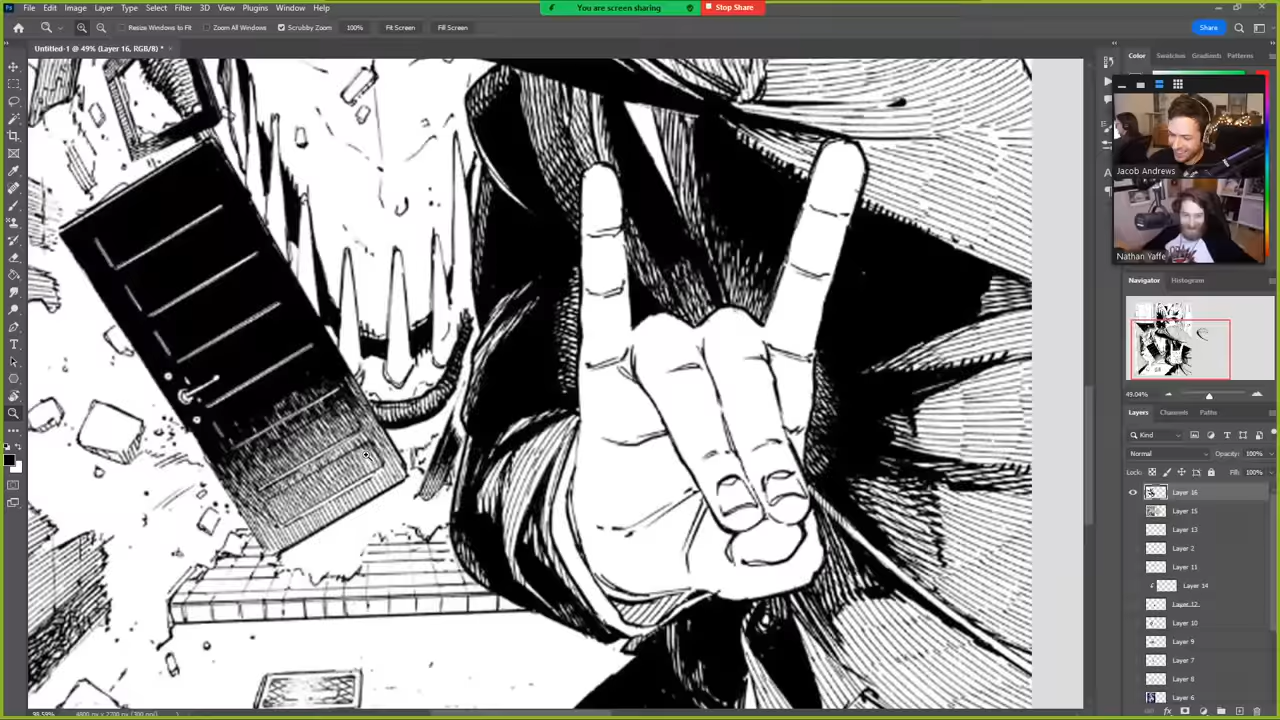 File Edit Image Layer Type Select Filter 3D View Plugins Window Help
You are screen sharing
Stop Share
Resize Windows to Fit Zoom All Windows Scrubby Zoom 100% Fit Screen Fill Screen
Share
Untitled-1 @ 49% (Layer 16, RGB/8) *
Color Swatches Gradients Patterns
Jacob Andrews
Nathan Yaffe
Navigator Histogram
49.04%
Layers Channels Paths
Kind
Normal Opacity: 100%
Lock: Fill: 100%
Layer 16
Layer 15
Layer 13
Layer 2
Layer 11
Layer 14
Layer 12
Layer 10
Layer 9
Layer 7
Layer 8
Layer 6